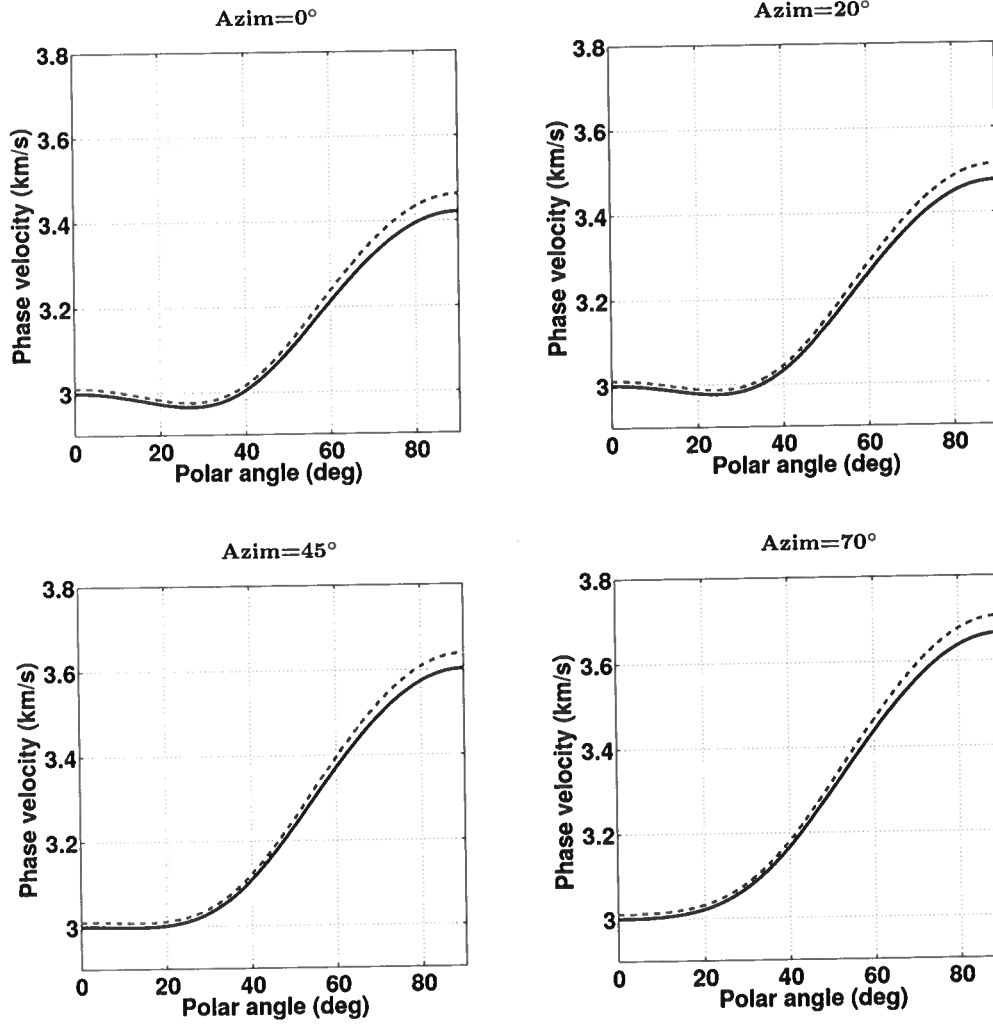 Azim=0°
3.8
3.6
3.4
3.2
3
Phase velocity (km/s)
0 20 40 60 80
Polar angle (deg)
Azim=20°
3.8
3.6
3.4
3.2
3
Phase velocity (km/s)
0 20 40 60 80
Polar angle (deg)
Azim=45°
3.8
3.6
3.4
3.2
3
Phase velocity (km/s)
0 20 40 60 80
Polar angle (deg)
Azim=70°
3.8
3.6
3.4
3.2
3
Phase velocity (km/s)
0 20 40 60 80
Polar angle (deg)